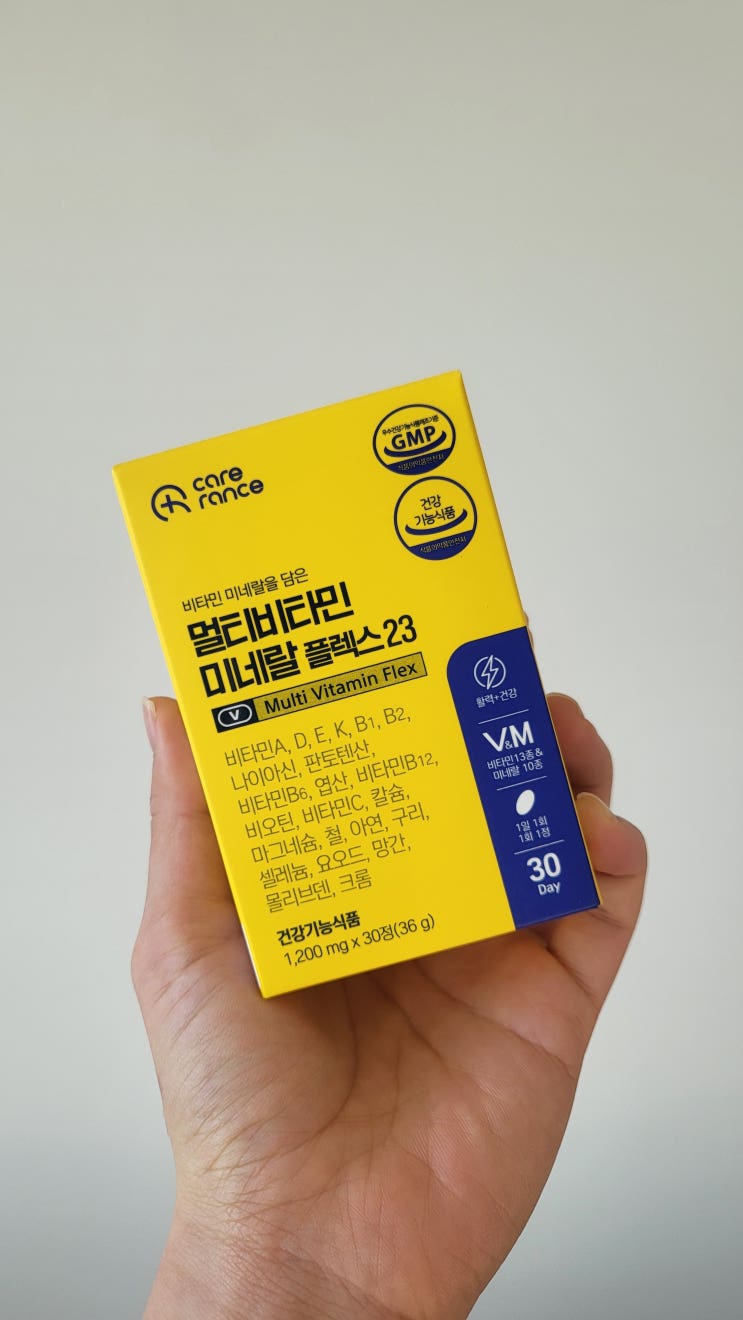 care
rance
우수건강기능식품제조기준
GMP
식품의약품안전처
건강
기능식품
식품의약품안전처
비타민 미네랄을 담은
멀티비타민
미네랄 플렉스23
V Multi Vitamin Flex
비타민A, D, E, K, B1, B2,
나이아신, 판토텐산,
비타민B6, 엽산, 비타민B12,
비오틴, 비타민C, 칼슘,
마그네슘, 철, 아연, 구리,
셀레늄, 요오드, 망간,
몰리브덴, 크롬
건강기능식품
1,200 mg x 30정(36 g)
활력+건강
V&M
비타민13종 &
미네랄 10종
1일 1회
1회 1정
30
Day